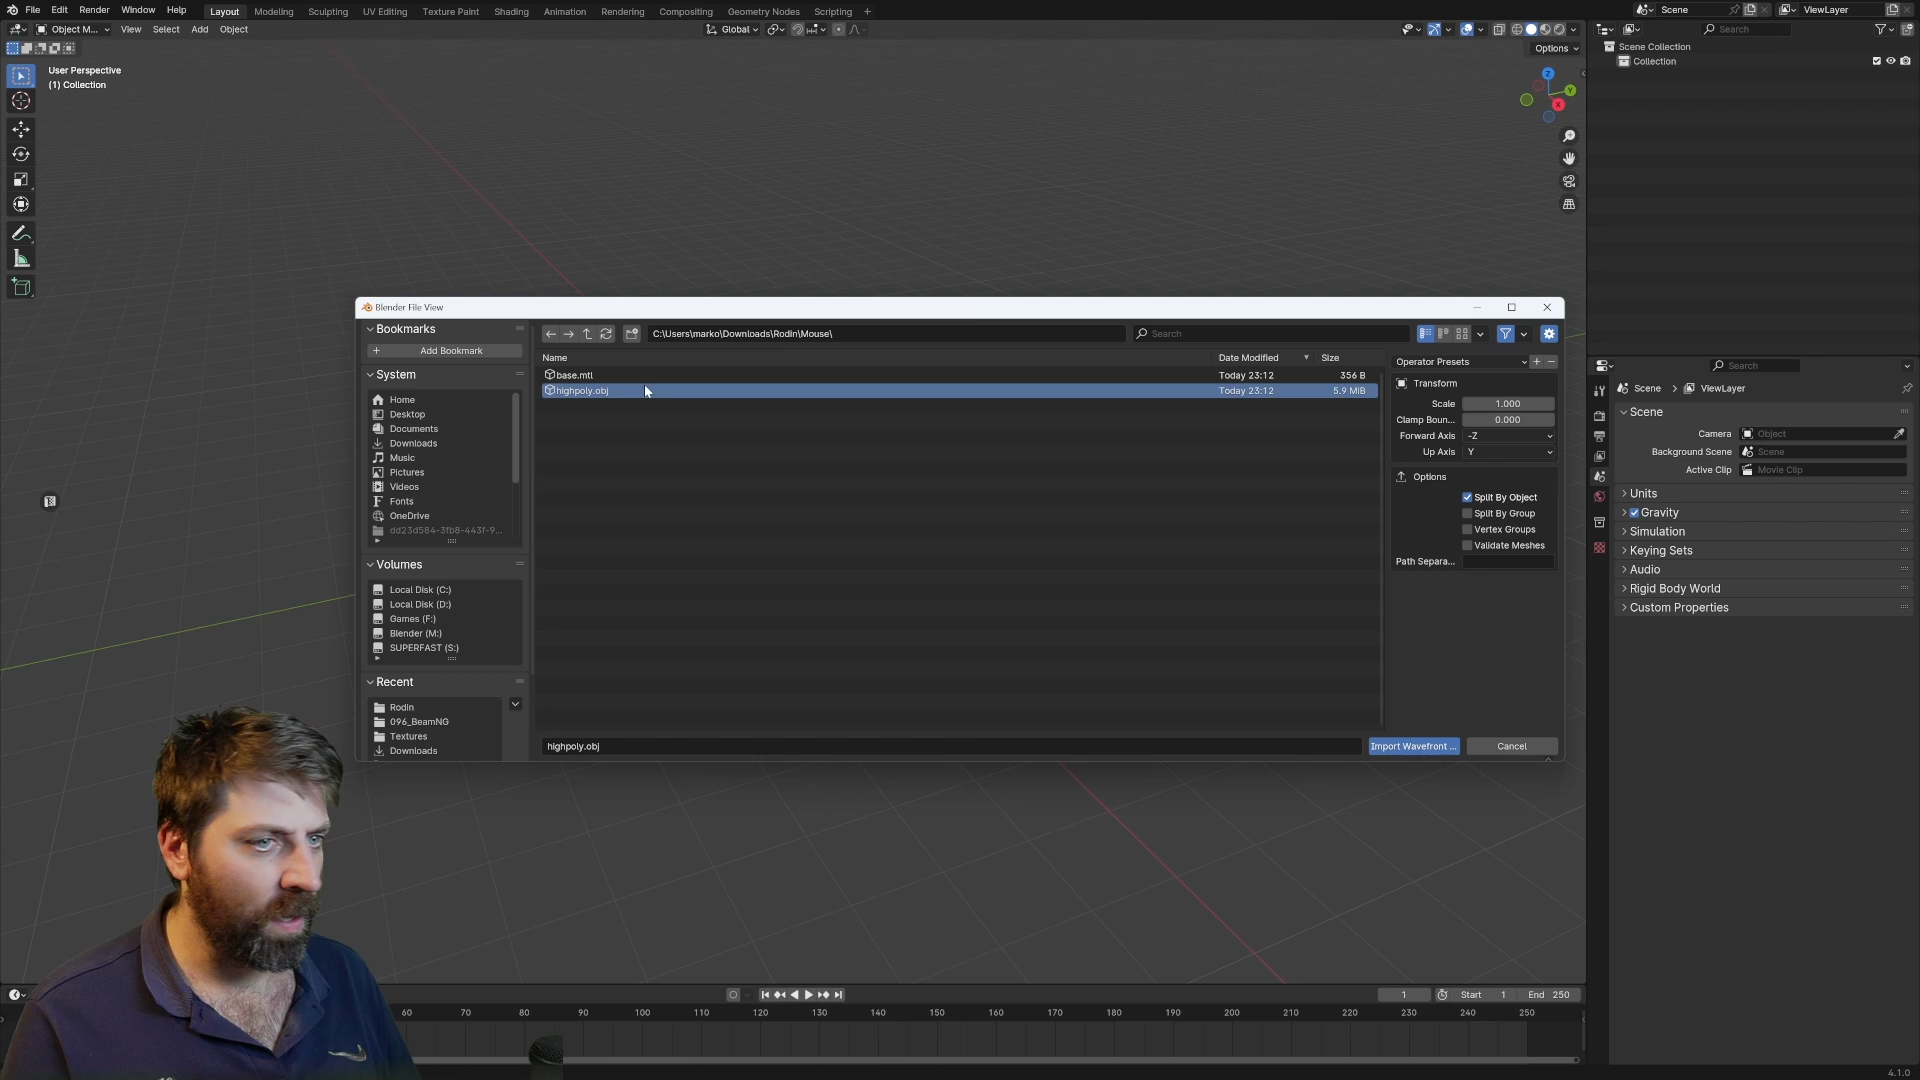 File Edit Render Window Help Layout Modeling Sculpting UV Editing Texture Paint Shading Animation Rendering Compositing Geometry Nodes Scripting + Scene ViewLayer
Object M... View Select Add Object Global Search
Options
User Perspective
(1) Collection
Scene Collection
Collection
Z
Y
X
Blender File View
Bookmarks
Add Bookmark
System
Home
Desktop
Documents
Downloads
Music
Pictures
Videos
Fonts
OneDrive
dd23d584-3fb8-443f-9...
Volumes
Local Disk (C:)
Local Disk (D:)
Games (F:)
Blender (M:)
SUPERFAST (S:)
Recent
Rodin
096_BeamNG
Textures
Downloads
C:\Users\marko\Downloads\Rodin\Mouse\ Search
Name Date Modified Size
base.mtl Today 23:12 356 B
highpoly.obj Today 23:12 5.9 MiB
highpoly.obj Import Wavefront ... Cancel
Operator Presets
Transform
Scale 1.000
Clamp Boun... 0.000
Forward Axis -Z
Up Axis Y
Options
Split By Object
Split By Group
Vertex Groups
Validate Meshes
Path Separa...
Search
Scene > ViewLayer
Scene
Camera Object
Background Scene Scene
Active Clip Movie Clip
Units
Gravity
Simulation
Keying Sets
Audio
Rigid Body World
Custom Properties
1 Start 1 End 250
60 70 80 90 100 110 120 130 140 150 160 170 180 190 200 210 220 230 240 250
4.1.0